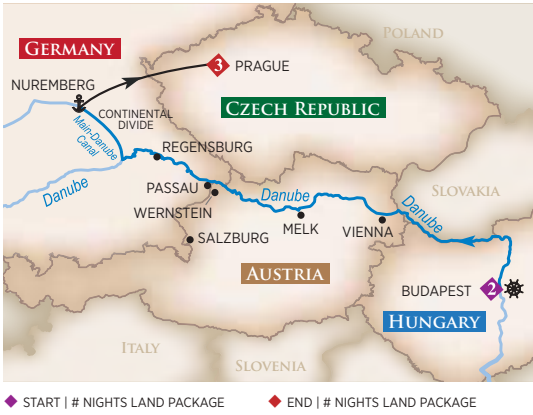 POLAND
GERMANY
3
PRAGUE
NUREMBERG
CZECH REPUBLIC
CONTINENTAL
DIVIDE
Main-Danube
Canal
REGENSBURG
Danube
PASSAU
Danube
SLOVAKIA
WERNSTEIN
Danube
MELK
VIENNA
SALZBURG
AUSTRIA
BUDAPEST
2
HUNGARY
ITALY
SLOVENIA
START | # NIGHTS LAND PACKAGE
END | # NIGHTS LAND PACKAGE